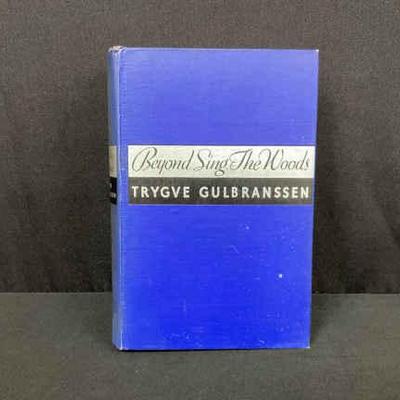 Beyond Sing The Woods
TRYGVE GULBRANSSEN